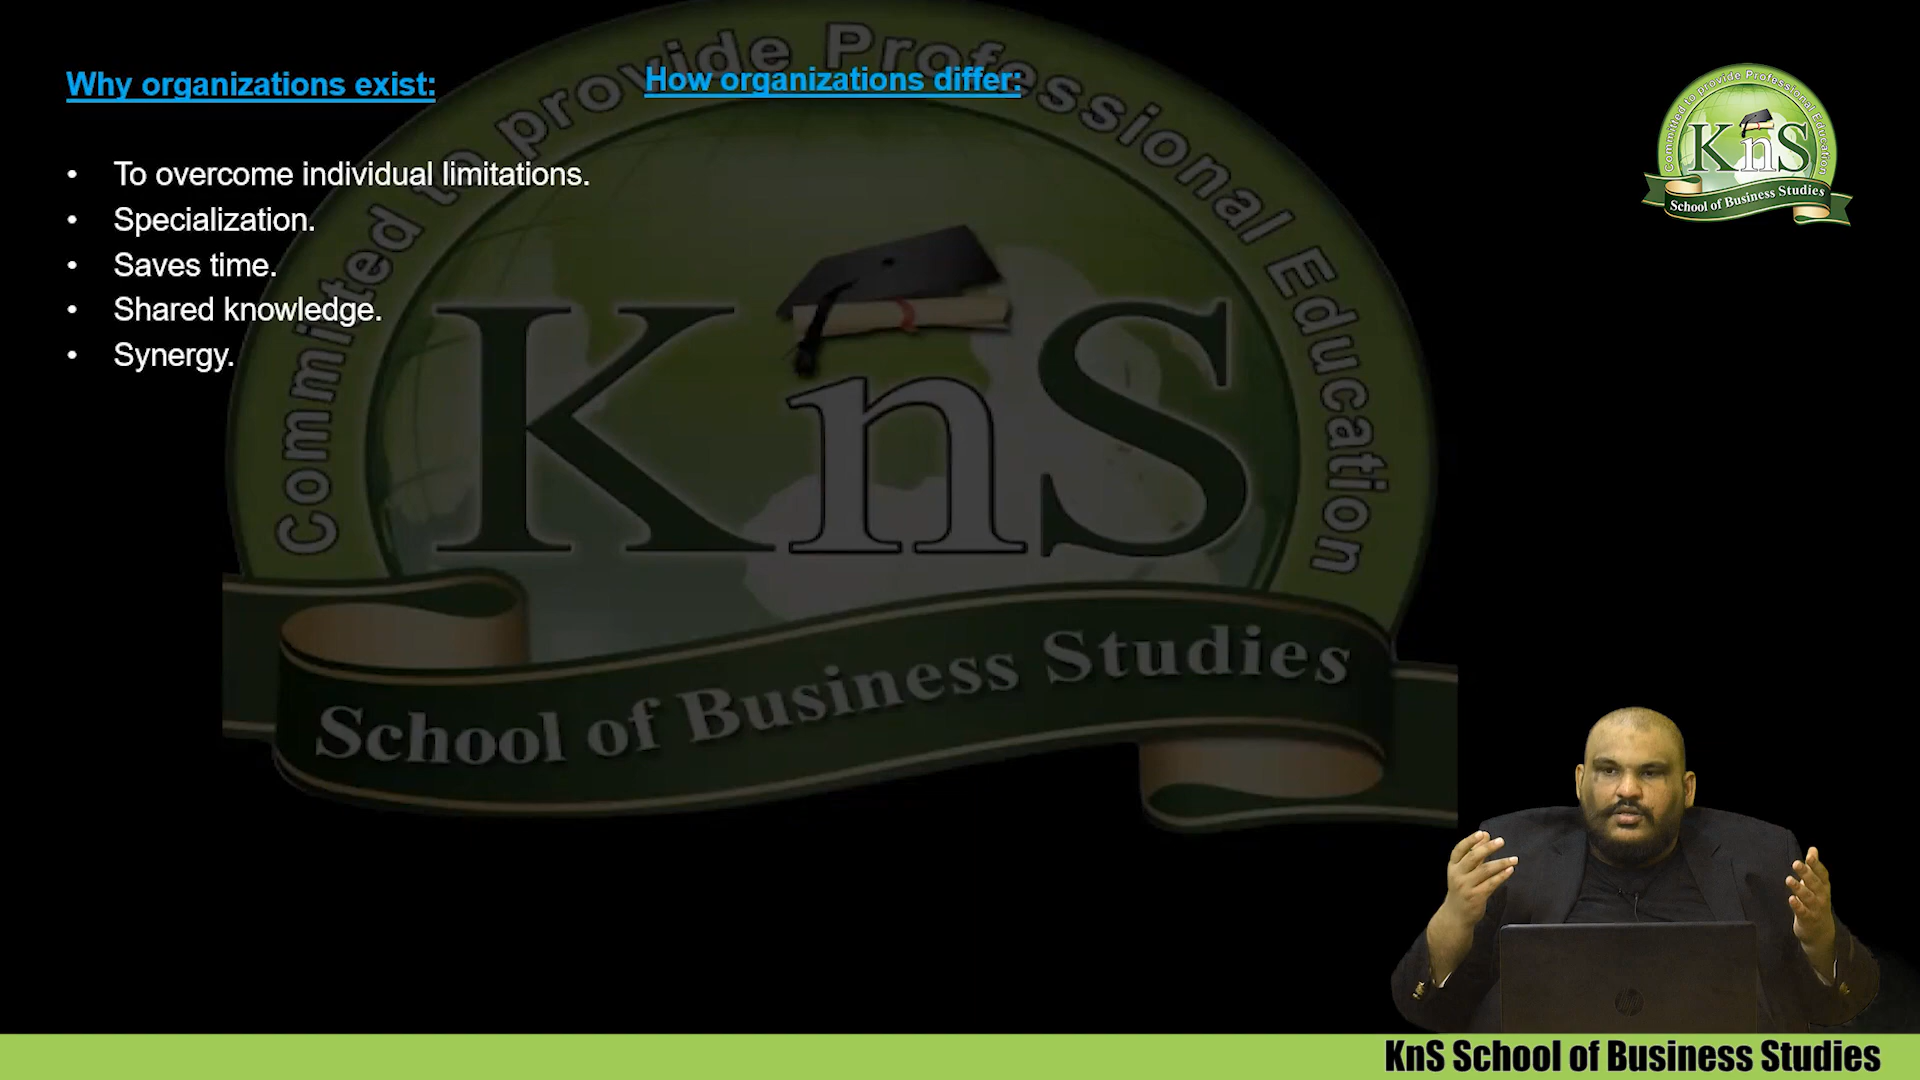 Why organizations exist:
How organizations differ:
• To overcome individual limitations.
• Specialization.
• Saves time.
• Shared knowledge.
• Synergy.
Committed to provide Professional Education
KnS
School of Business Studies
Committed to provide Professional Education
KnS
School of Business Studies
KnS School of Business Studies